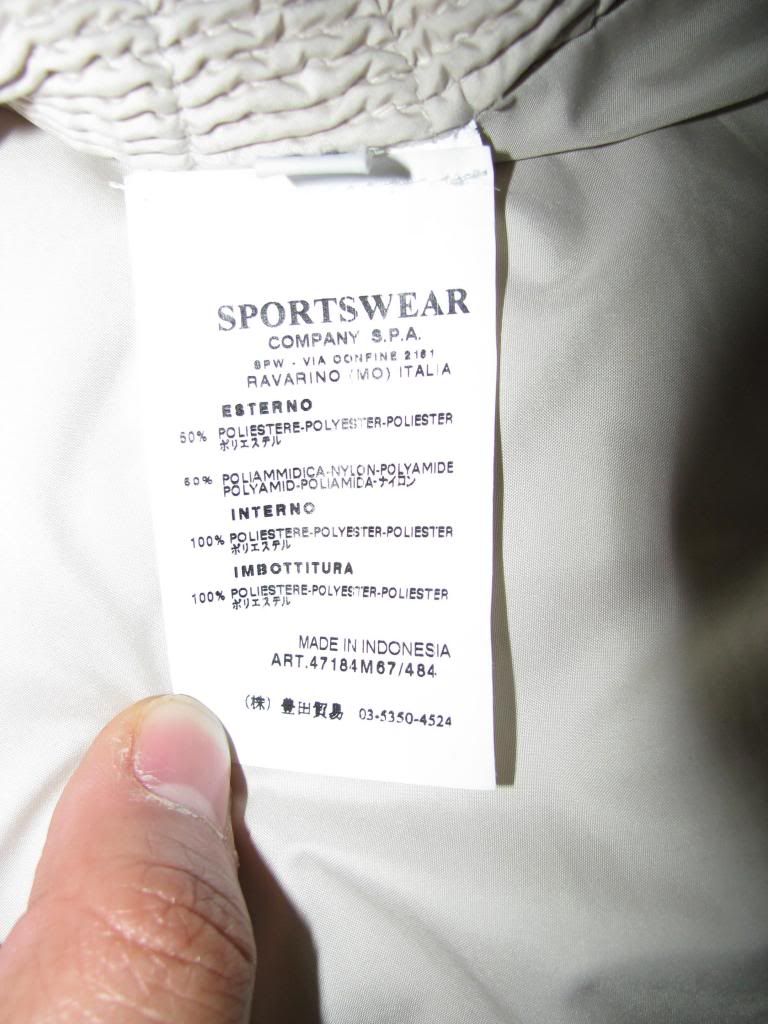 SPORTSWEAR
COMPANY S.P.A.
SPW - VIA CONFINE 2161
RAVARINO (MO) ITALIA
ESTERNO
50% POLIESTERE-POLYESTER-POLIESTER
ポリエステル
50% POLIAMMIDICA-NYLON-POLYAMIDE
POLYAMID-POLIAMIDA-ナイロン
INTERNO
100% POLIESTERE-POLYESTER-POLIESTER
ポリエステル
IMBOTTITURA
100% POLIESTERE-POLYESTER-POLIESTER
ポリエステル
MADE IN INDONESIA
ART.47184M67/484
(株) 豊田貿易 03-5350-4524